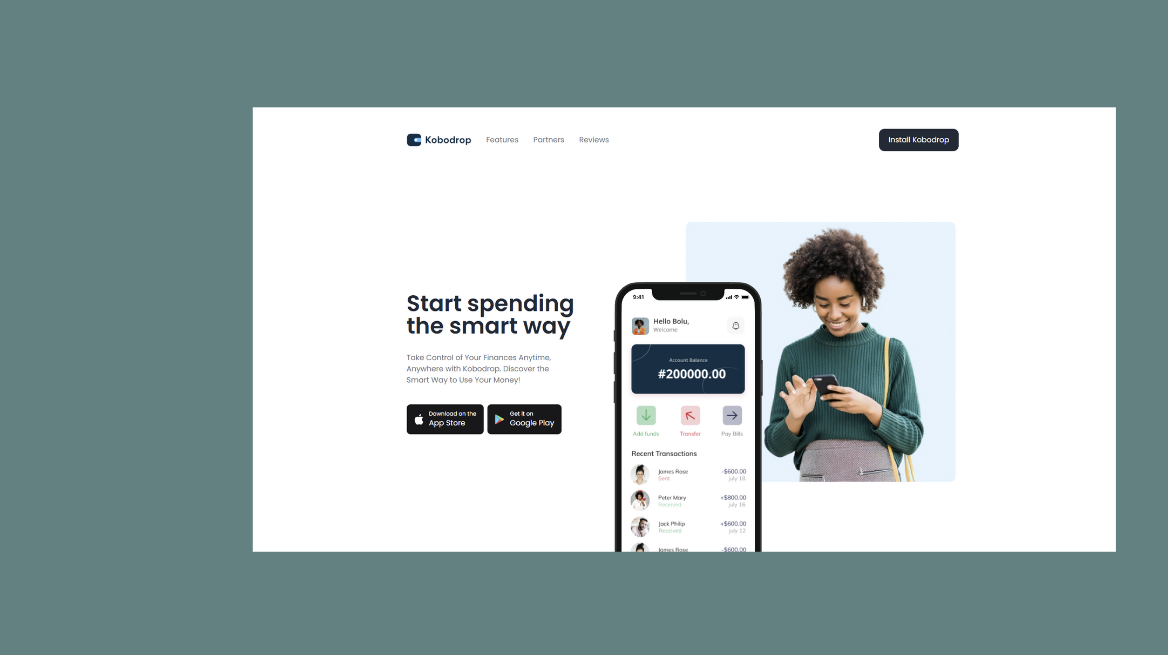 Kobodrop
Features
Partners
Reviews
Install Kobodrop
Start spending
the smart way
Take Control of Your Finances Anytime,
Anywhere with Kobodrop. Discover the
Smart Way to Use Your Money!
Download on the
App Store
Get it on
Google Play
9:41
Hello Bolu,
Welcome
Account Balance
#200000.00
Add funds
Transfer
Pay Bills
Recent Transactions
James Rose
-$600.00
Sent
july 18
Peter Mary
+$800.00
Received
july 16
Jack Philip
+$600.00
Received
july 12
James Rose
-$600.00